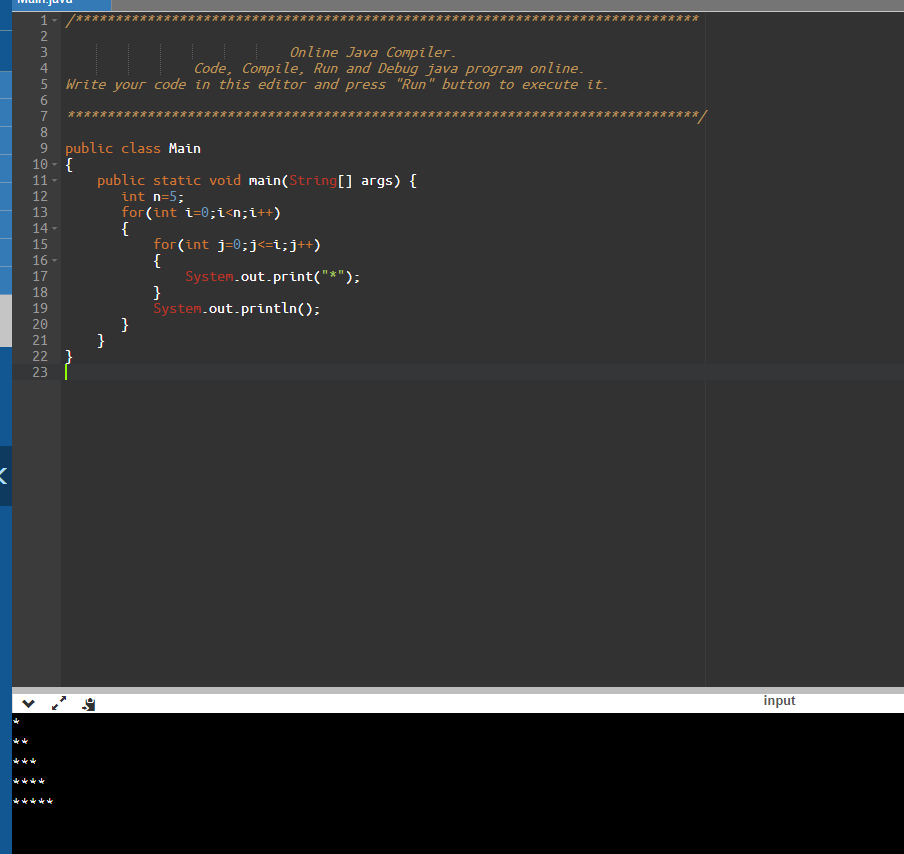 Main.java
1 /******************************************************************************
2
3 Online Java Compiler.
4 Code, Compile, Run and Debug java program online.
5 Write your code in this editor and press "Run" button to execute it.
6
7 *******************************************************************************/
8
9 public class Main
10 {
11 public static void main(String[] args) {
12 int n=5;
13 for(int i=0;i<n;i++)
14 {
15 for(int j=0;j<=i;j++)
16 {
17 System.out.print("*");
18 }
19 System.out.println();
20 }
21 }
22 }
23
input
*
**
***
****
*****